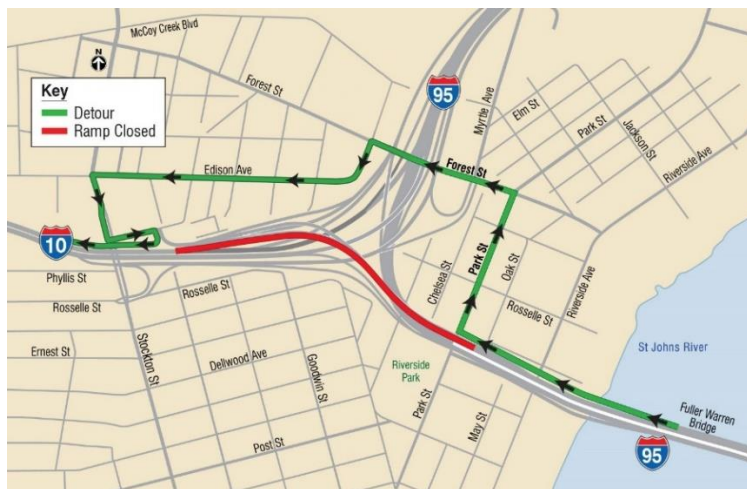 McCoy Creek Blvd
N
Key
Detour
Ramp Closed
Forest St
95
Myrtle Ave
Elm St
Park St
Jackson St
Riverside Ave
Edison Ave
Forest St
10
Phyllis St
Rosselle St
Rosselle St
Chelsea St
Park St
Oak St
Rosselle St
Riverside Ave
Ernest St
Stockton St
Dellwood Ave
Goodwin St
Riverside
Park
Park St
May St
Post St
St Johns River
Fuller Warren
Bridge
95